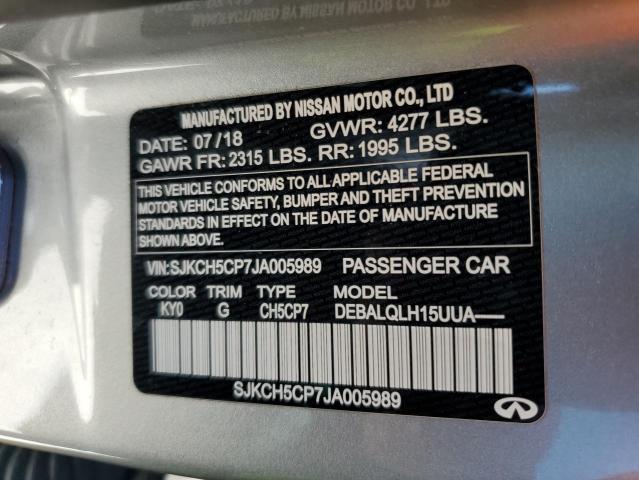 MANUFACTURED BY NISSAN MOTOR CO., LTD
DATE: 07/18 GVWR: 4277 LBS.
GAWR FR: 2315 LBS. RR: 1995 LBS.
THIS VEHICLE CONFORMS TO ALL APPLICABLE FEDERAL
MOTOR VEHICLE SAFETY, BUMPER AND THEFT PREVENTION
STANDARDS IN EFFECT ON THE DATE OF MANUFACTURE
SHOWN ABOVE.
VIN:SJKCH5CP7JA005989 PASSENGER CAR
COLOR TRIM TYPE MODEL
KY0 G CH5CP7 DEBALQLH15UUA—
SJKCH5CP7JA005989